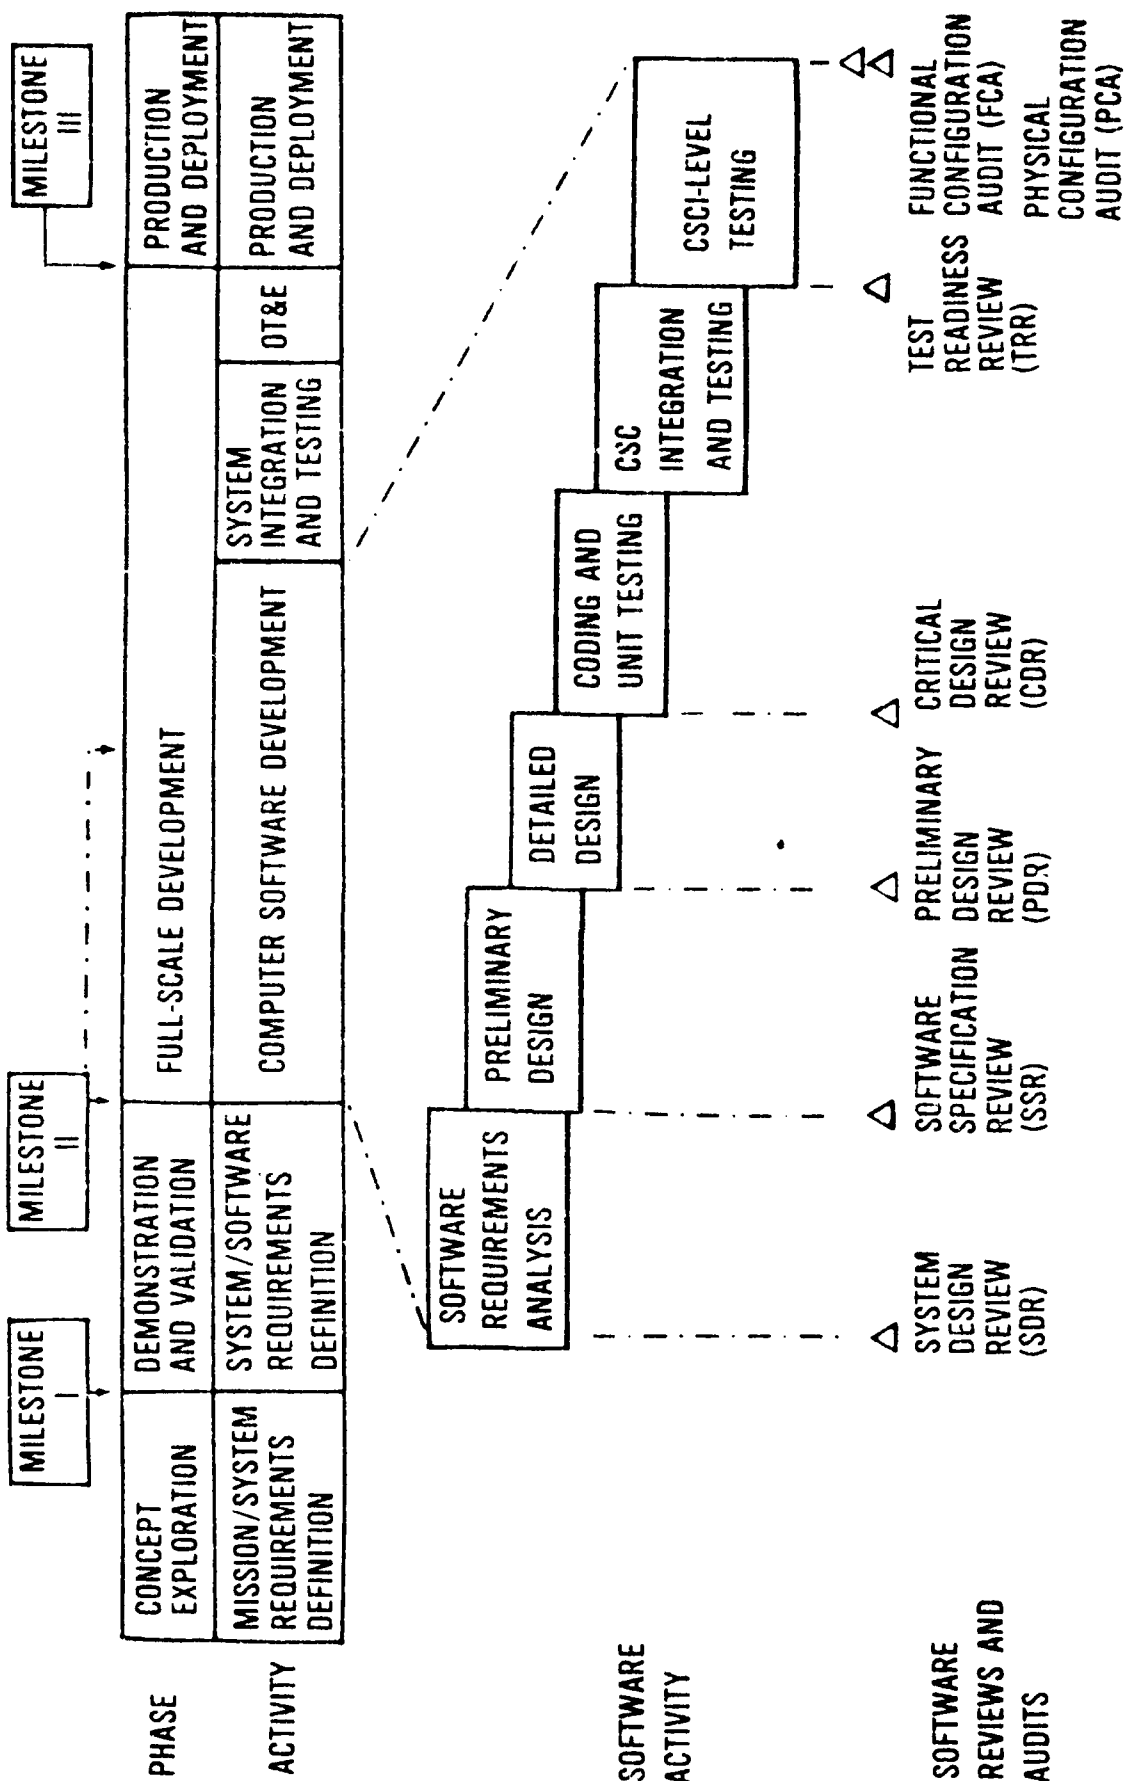 MILESTONE
I
MILESTONE
II
MILESTONE
III
PHASE
CONCEPT
EXPLORATION
DEMONSTRATION
AND VALIDATION
FULL-SCALE DEVELOPMENT
PRODUCTION
AND DEPLOYMENT
ACTIVITY
MISSION/SYSTEM
REQUIREMENTS
DEFINITION
SYSTEM/SOFTWARE
REQUIREMENTS
DEFINITION
COMPUTER SOFTWARE DEVELOPMENT
SYSTEM
INTEGRATION
AND TESTING
OT&E
PRODUCTION
AND DEPLOYMENT
SOFTWARE
ACTIVITY
SOFTWARE
REQUIREMENTS
ANALYSIS
PRELIMINARY
DESIGN
DETAILED
DESIGN
CODING AND
UNIT TESTING
CSC
INTEGRATION
AND TESTING
CSCI-LEVEL
TESTING
SOFTWARE
REVIEWS AND
AUDITS
SYSTEM
DESIGN
REVIEW
(SDR)
SOFTWARE
SPECIFICATION
REVIEW
(SSR)
PRELIMINARY
DESIGN
REVIEW
(PDR)
CRITICAL
DESIGN
REVIEW
(CDR)
TEST
READINESS
REVIEW
(TRR)
FUNCTIONAL
CONFIGURATION
AUDIT (FCA)
PHYSICAL
CONFIGURATION
AUDIT (PCA)